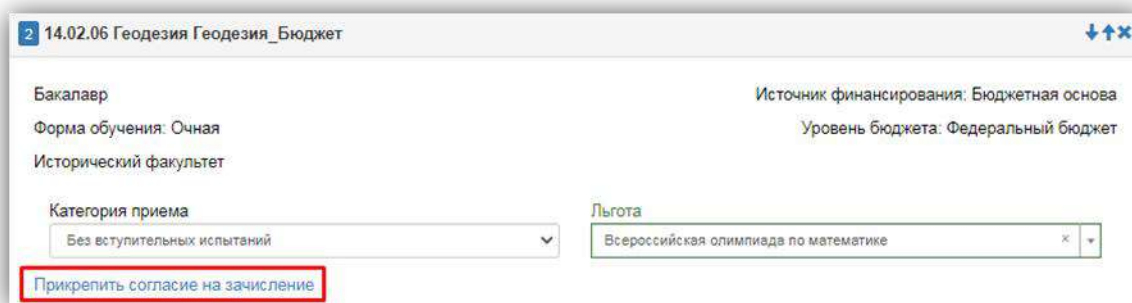 2 14.02.06 Геодезия Геодезия_Бюджет
Бакалавр
Источник финансирования: Бюджетная основа
Форма обучения: Очная
Уровень бюджета: Федеральный бюджет
Исторический факультет
Категория приема
Льгота
Без вступительных испытаний
Всероссийская олимпиада по математике
Прикрепить согласие на зачисление